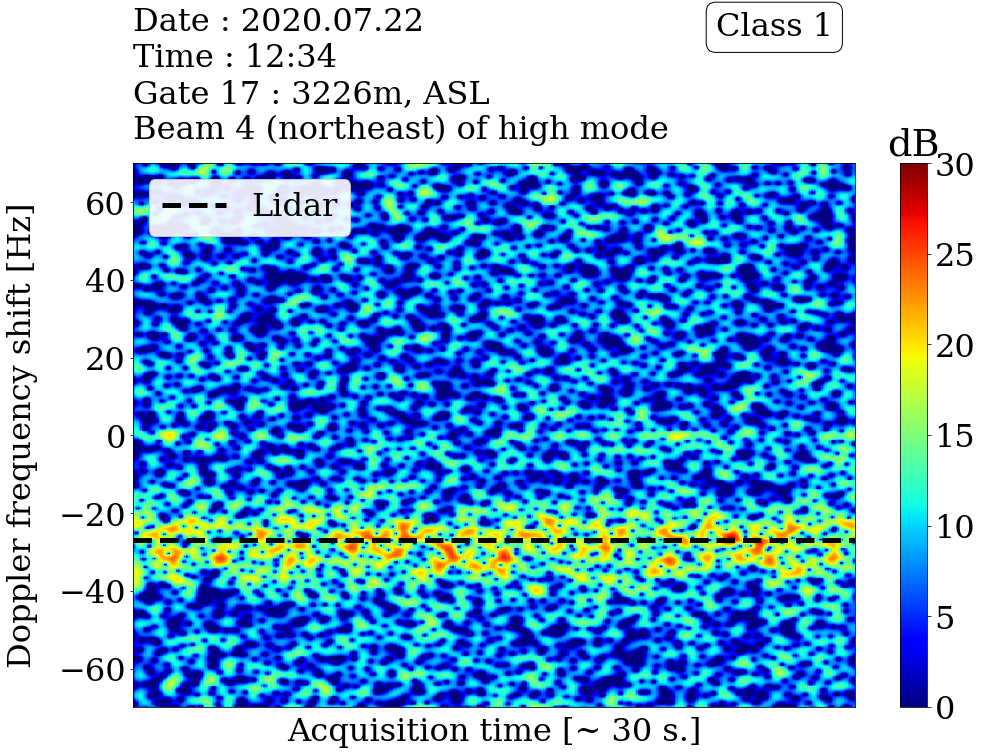 Date : 2020.07.22
Time : 12:34
Gate 17 : 3226m, ASL
Beam 4 (northeast) of high mode
Class 1
dB
Lidar
Doppler frequency shift [Hz]
60
40
20
0
−20
−40
−60
Acquisition time [~ 30 s.]
30
25
20
15
10
5
0